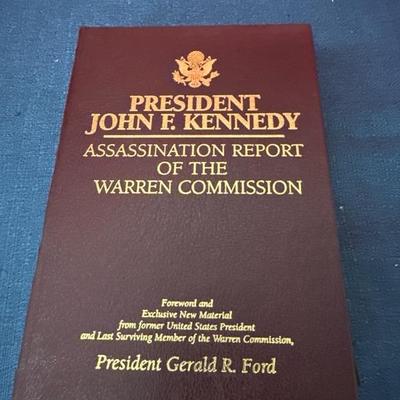 PRESIDENT
JOHN F. KENNEDY
ASSASSINATION REPORT
OF THE
WARREN COMMISSION
Foreword and
Exclusive New Material
from former United States President
and Last Surviving Member of the Warren Commission,
President Gerald R. Ford